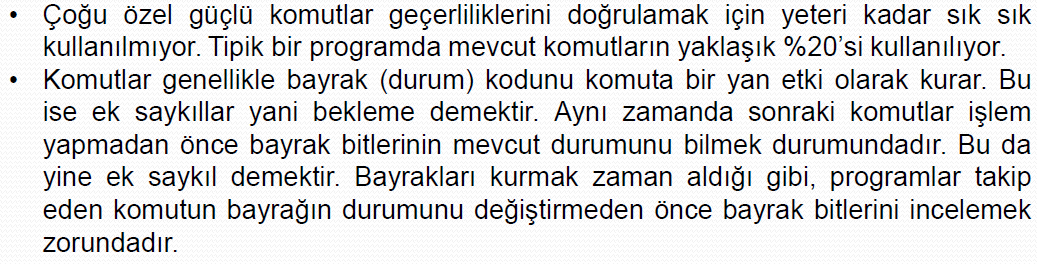 • Çoğu özel güçlü komutlar geçerliliklerini doğrulamak için yeteri kadar sık sık
kullanılmıyor. Tipik bir programda mevcut komutların yaklaşık %20’si kullanılıyor.
• Komutlar genellikle bayrak (durum) kodunu komuta bir yan etki olarak kurar. Bu
ise ek saykıllar yani bekleme demektir. Aynı zamanda sonraki komutlar işlem
yapmadan önce bayrak bitlerinin mevcut durumunu bilmek durumundadır. Bu da
yine ek saykıl demektir. Bayrakları kurmak zaman aldığı gibi, programlar takip
eden komutun bayrağın durumunu değiştirmeden önce bayrak bitlerini incelemek
zorundadır.